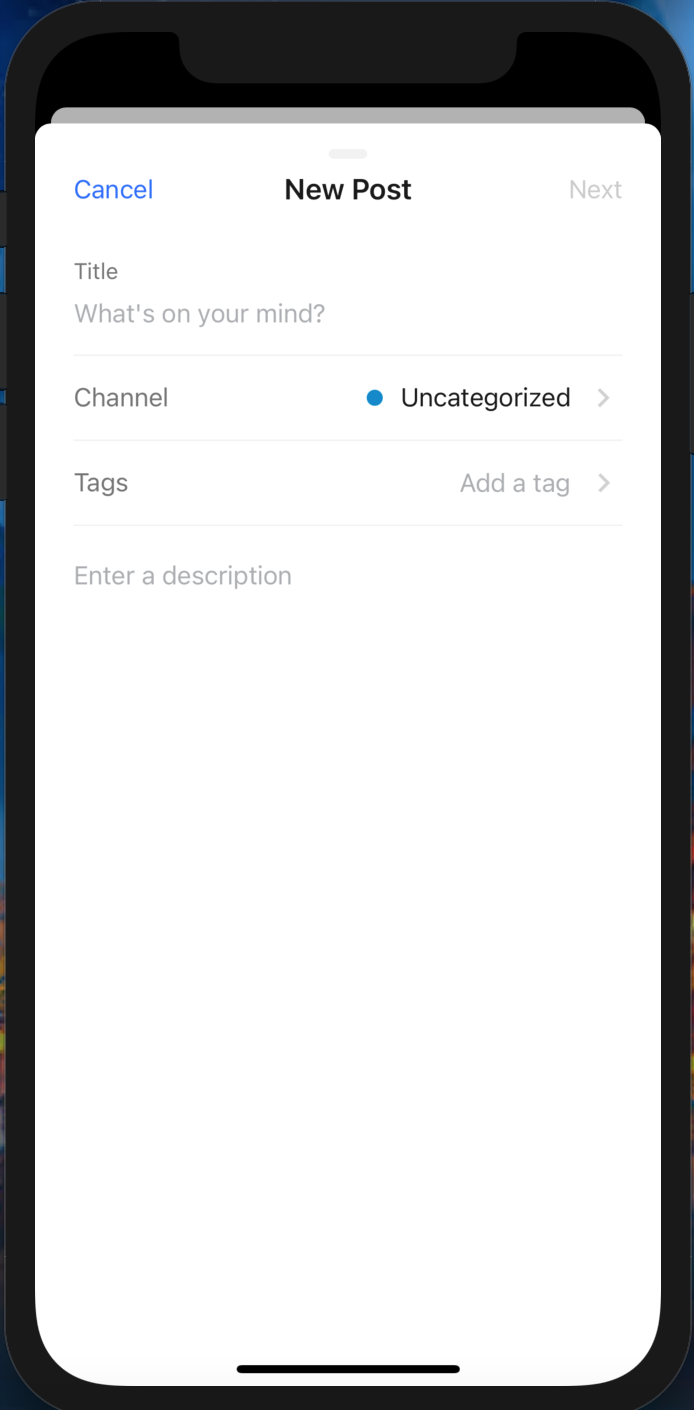 Cancel New Post Next
Title
What's on your mind?
Channel Uncategorized
Tags Add a tag
Enter a description